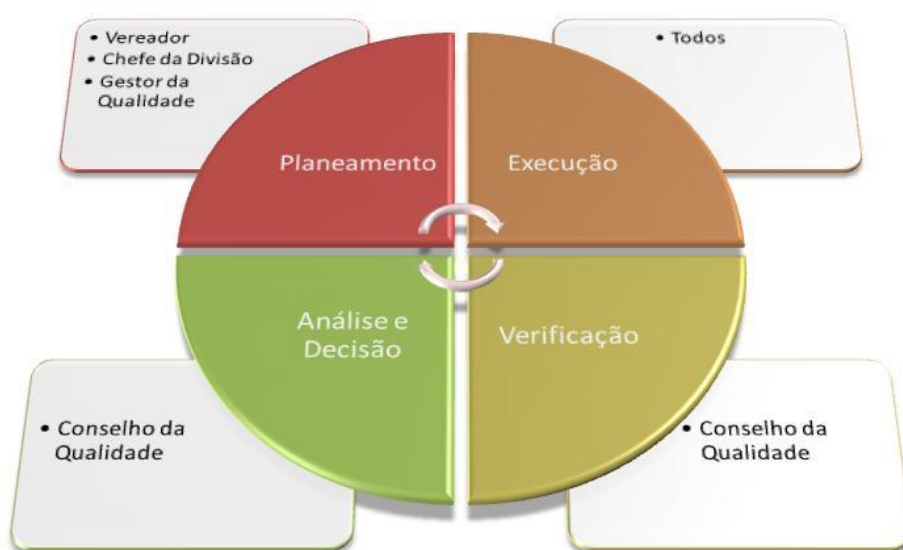 • Vereador
• Chefe da Divisão
• Gestor da
Qualidade
• Todos
Planeamento
Execução
Análise e
Decisão
Verificação
• Conselho da
Qualidade
• Conselho da
Qualidade